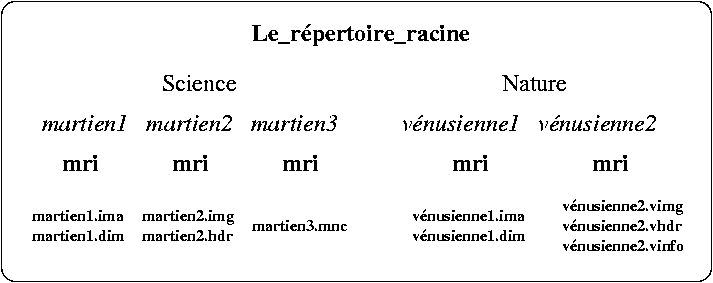 Le_répertoire_racine
Science Nature
martien1 martien2 martien3 vénusienne1 vénusienne2
mri mri mri mri mri
martien1.ima martien2.img martien3.mnc vénusienne1.ima vénusienne2.vimg
martien1.dim martien2.hdr vénusienne1.dim vénusienne2.vhdr
vénusienne2.vinfo